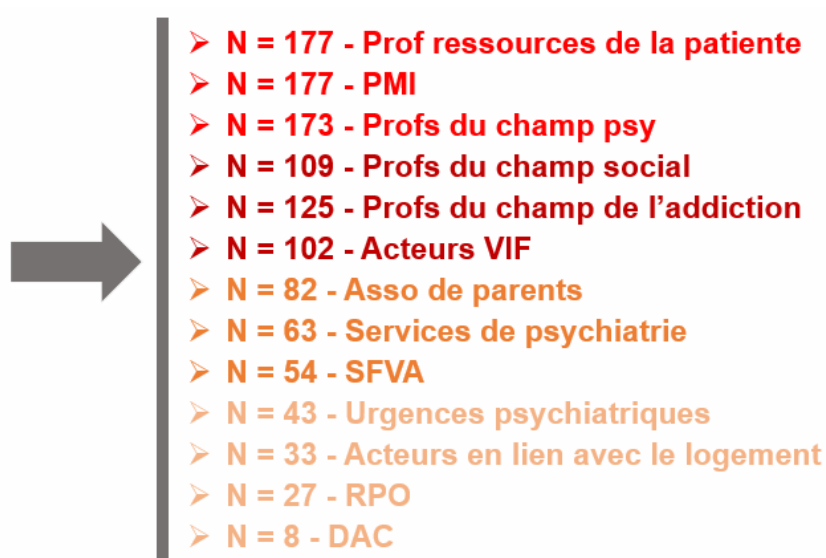 ➢ N = 177 - Prof ressources de la patiente
➢ N = 177 - PMI
➢ N = 173 - Profs du champ psy
➢ N = 109 - Profs du champ social
➢ N = 125 - Profs du champ de l’addiction
➢ N = 102 - Acteurs VIF
➢ N = 82 - Asso de parents
➢ N = 63 - Services de psychiatrie
➢ N = 54 - SFVA
➢ N = 43 - Urgences psychiatriques
➢ N = 33 - Acteurs en lien avec le logement
➢ N = 27 - RPO
➢ N = 8 - DAC